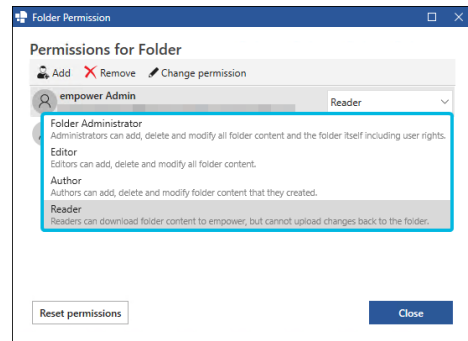 Folder Permission
Permissions for Folder
Add Remove Change permission
empower Admin
Reader
Folder Administrator
Administrators can add, delete and modify all folder content and the folder itself including user rights.
Editor
Editors can add, delete and modify all folder content.
Author
Authors can add, delete and modify folder content that they created.
Reader
Readers can download folder content to empower, but cannot upload changes back to the folder.
Reset permissions
Close